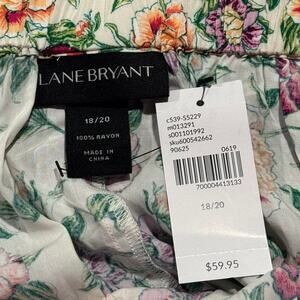 LANE BRYANT
18/20
100% RAYON
MADE IN
CHINA
c539-55229
m013291
s001101992
sku600542662
90625 0619
700004413133
18/20
$59.95